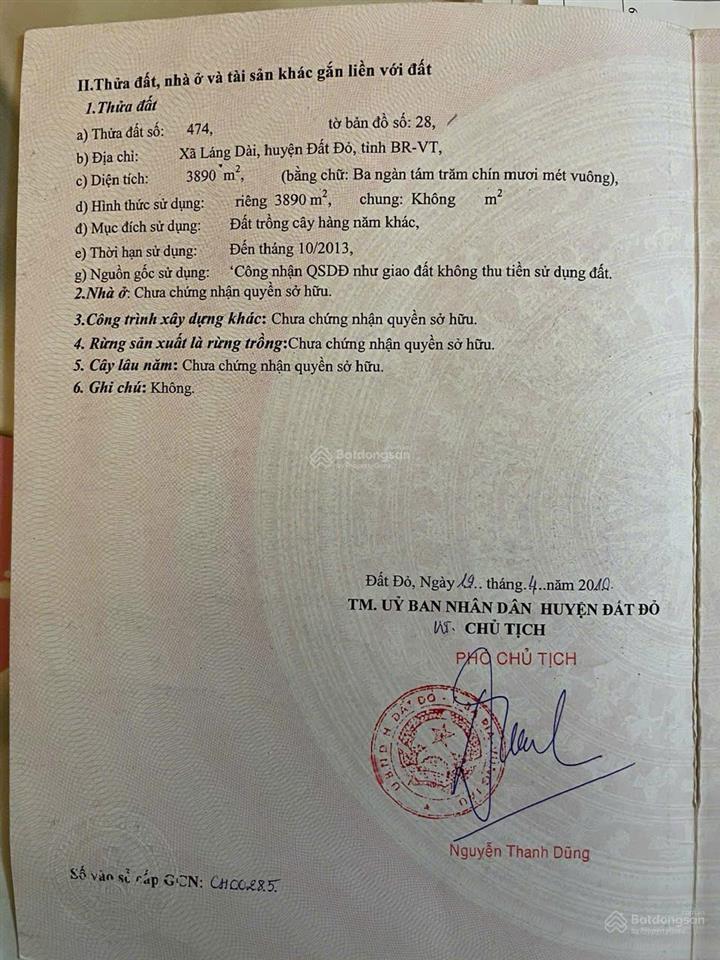 II.Thửa đất, nhà ở và tài sản khác gắn liền với đất
1.Thửa đất
a) Thửa đất số: 474, tờ bản đồ số: 28,
b) Địa chỉ: Xã Láng Dài, huyện Đất Đỏ, tỉnh BR-VT,
c) Diện tích: 3890 m², (bằng chữ: Ba ngàn tám trăm chín mươi mét vuông),
d) Hình thức sử dụng: riêng 3890 m², chung: Không m²
đ) Mục đích sử dụng: Đất trồng cây hàng năm khác,
e) Thời hạn sử dụng: Đến tháng 10/2013,
g) Nguồn gốc sử dụng: Công nhận QSDĐ như giao đất không thu tiền sử dụng đất.
2.Nhà ở: Chưa chứng nhận quyền sở hữu.
3.Công trình xây dựng khác: Chưa chứng nhận quyền sở hữu.
4. Rừng sản xuất là rừng trồng:Chưa chứng nhận quyền sở hữu.
5. Cây lâu năm: Chưa chứng nhận quyền sở hữu.
6. Ghi chú: Không.
Batdongsan
by PropertyGuru
Đất Đỏ, Ngày 19.. tháng.4..năm 2010.
TM. UỶ BAN NHÂN DÂN HUYỆN ĐẤT ĐỎ
KT. CHỦ TỊCH
PHÓ CHỦ TỊCH
UBND H. ĐẤT ĐỎ
Nguyễn Thanh Dũng
Số vào sổ cấp GCN: CH00285.
Batdongsan
by PropertyGuru